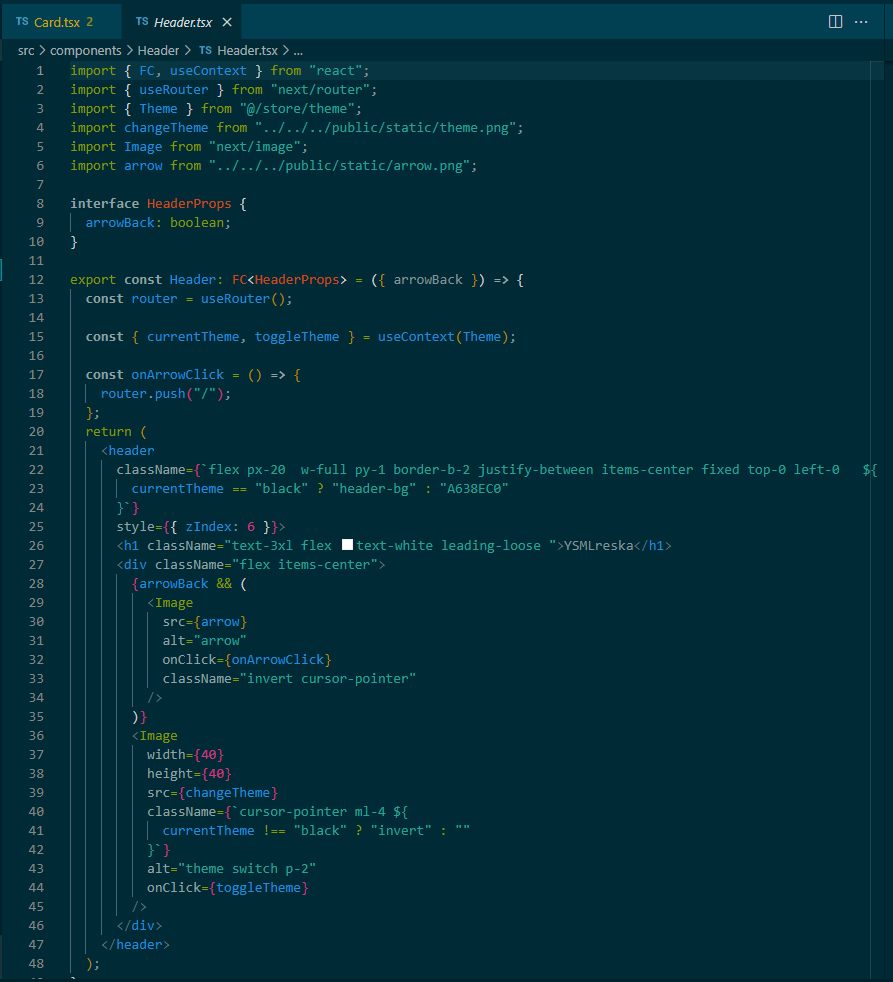 TS Card.tsx 2 TS Header.tsx
src > components > Header > TS Header.tsx > ...
1 import { FC, useContext } from "react";
2 import { useRouter } from "next/router";
3 import { Theme } from "@/store/theme";
4 import changeTheme from "../../../public/static/theme.png";
5 import Image from "next/image";
6 import arrow from "../../../public/static/arrow.png";
7
8 interface HeaderProps {
9   arrowBack: boolean;
10 }
11
12 export const Header: FC<HeaderProps> = ({ arrowBack }) => {
13   const router = useRouter();
14
15   const { currentTheme, toggleTheme } = useContext(Theme);
16
17   const onArrowClick = () => {
18     router.push("/");
19   };
20   return (
21     <header
22       className={`flex px-20  w-full py-1 border-b-2 justify-between items-center fixed top-0 left-0   ${
23         currentTheme == "black" ? "header-bg" : "A638EC0"
24       }`}
25       style={{ zIndex: 6 }}>
26       <h1 className="text-3xl flex text-white leading-loose ">YSMLreska</h1>
27       <div className="flex items-center">
28         {arrowBack && (
29           <Image
30             src={arrow}
31             alt="arrow"
32             onClick={onArrowClick}
33             className="invert cursor-pointer"
34           />
35         )}
36         <Image
37           width={40}
38           height={40}
39           src={changeTheme}
40           className={`cursor-pointer ml-4 ${
41             currentTheme !== "black" ? "invert" : ""
42           }`}
43           alt="theme switch p-2"
44           onClick={toggleTheme}
45         />
46       </div>
47     </header>
48   );